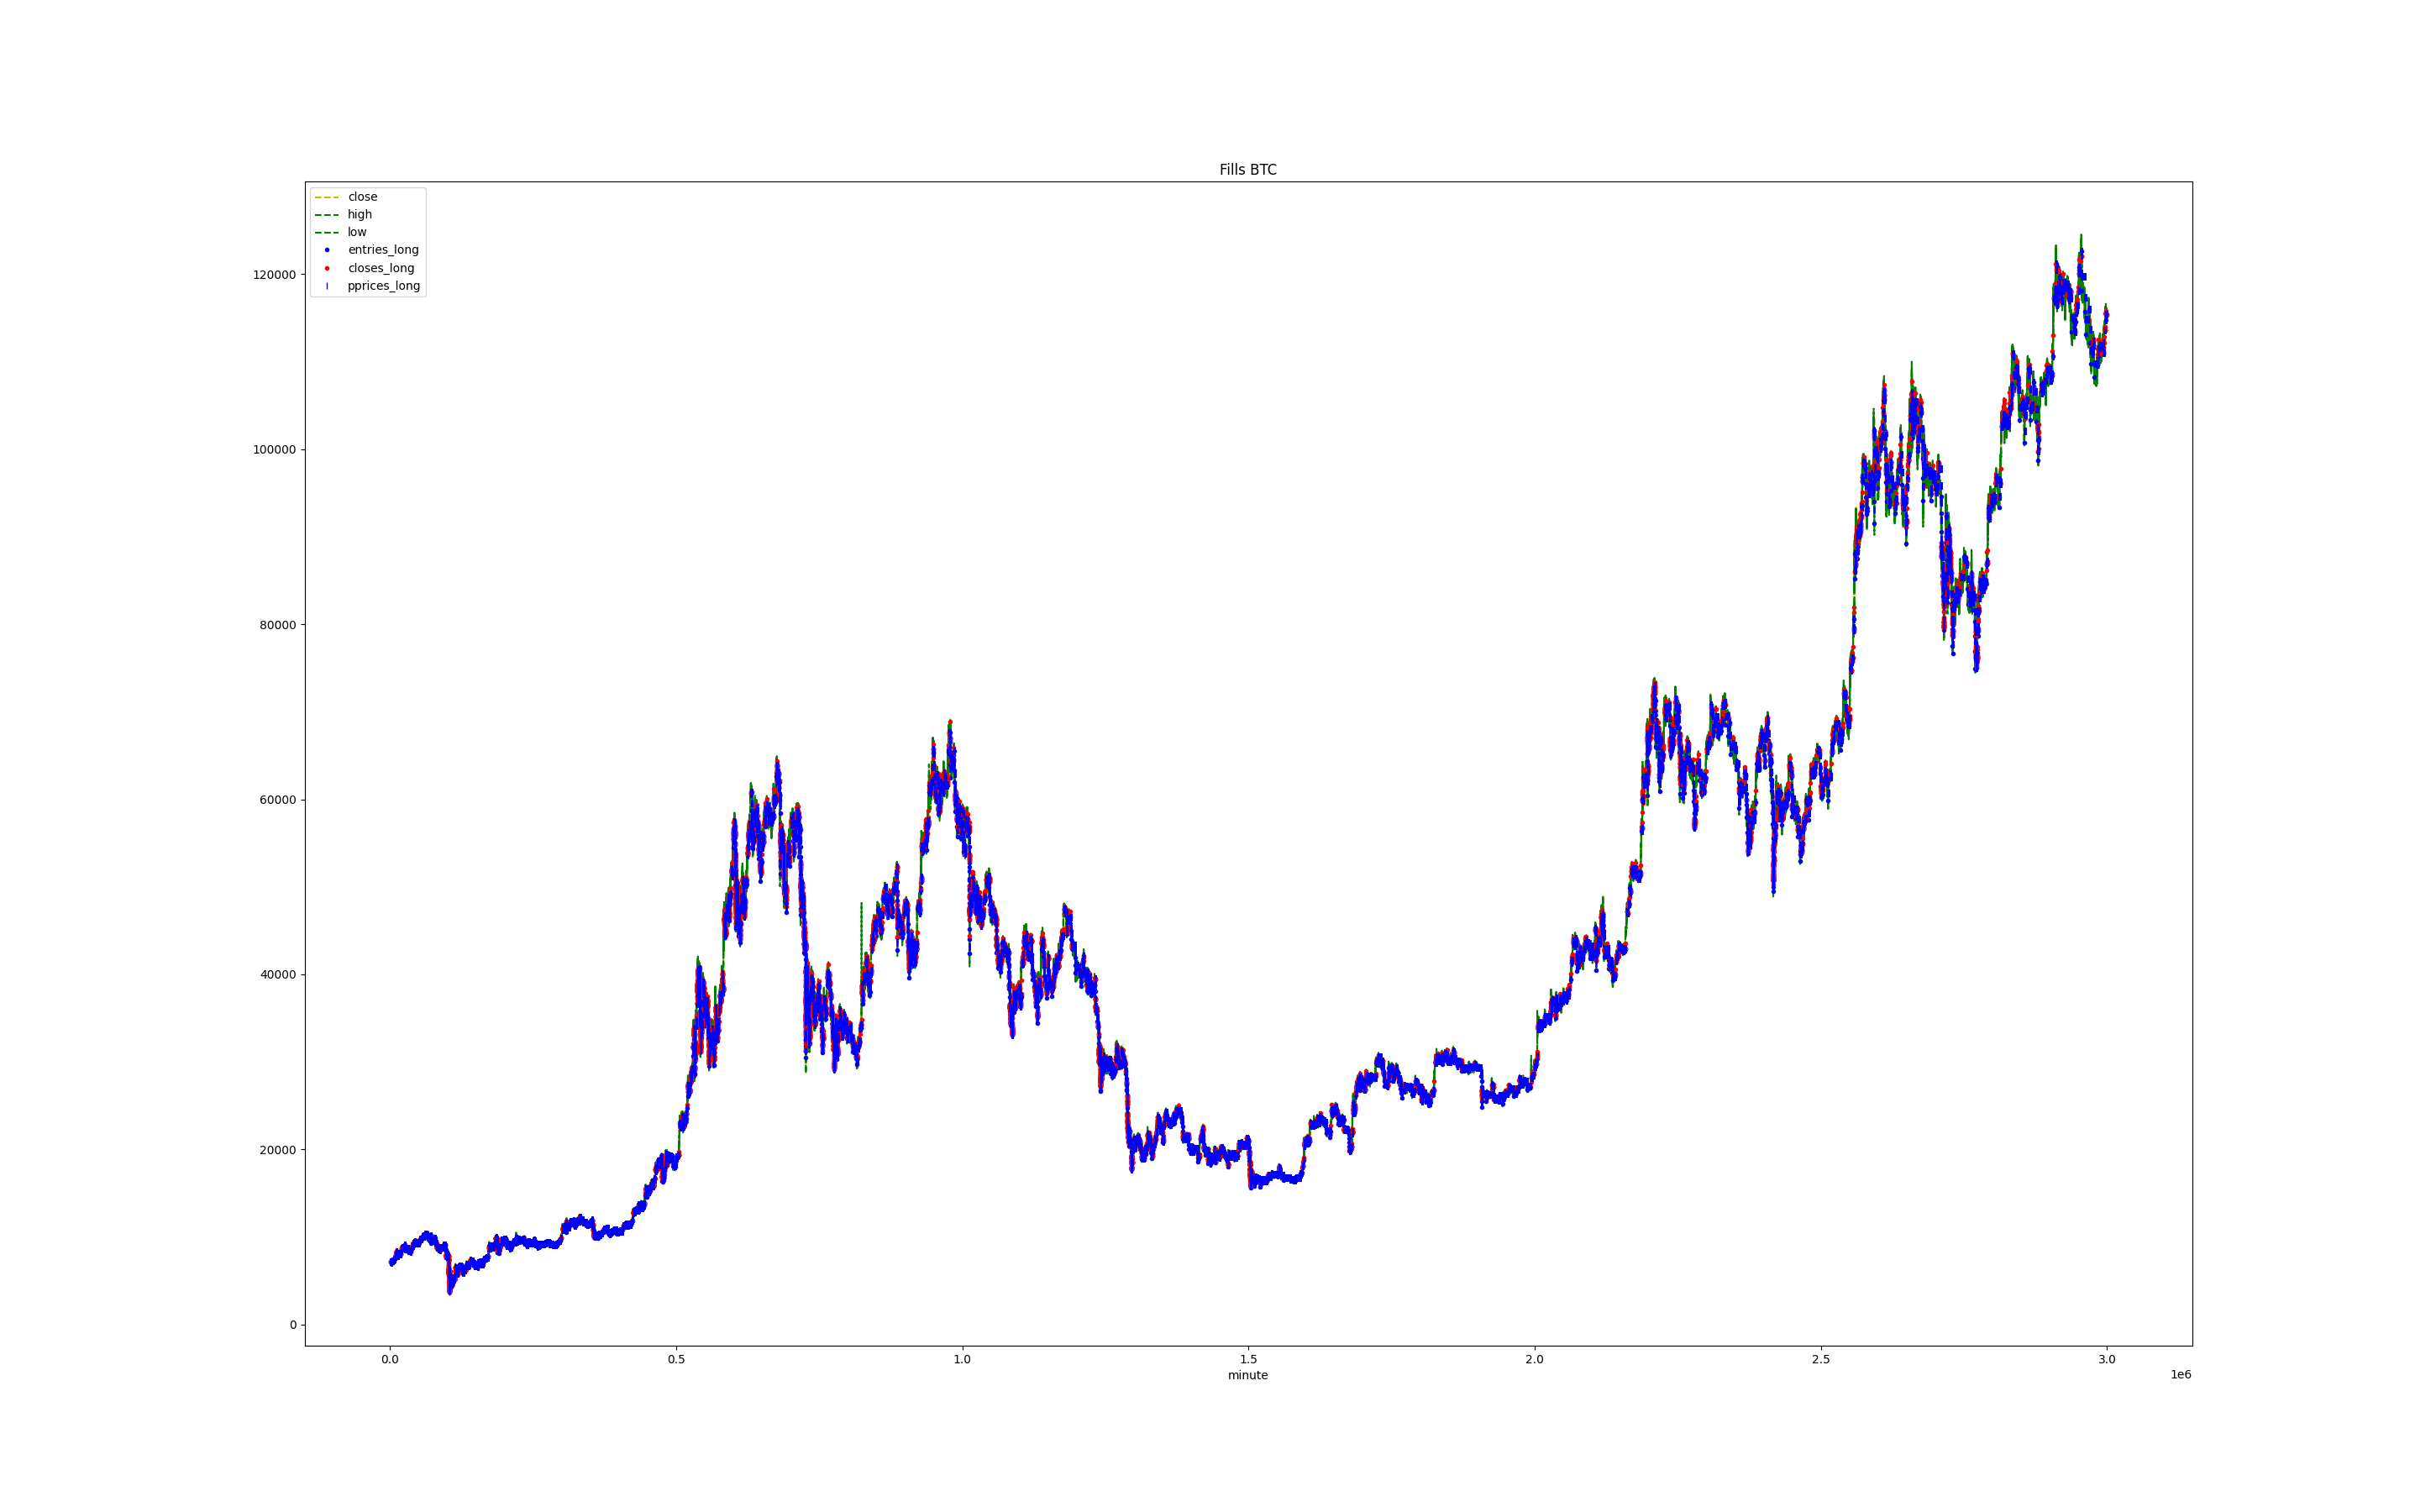 Fills BTC
close
high
low
entries_long
closes_long
pprices_long
120000
100000
80000
60000
40000
20000
0
0.0 0.5 1.0 1.5 2.0 2.5 3.0
minute
1e6